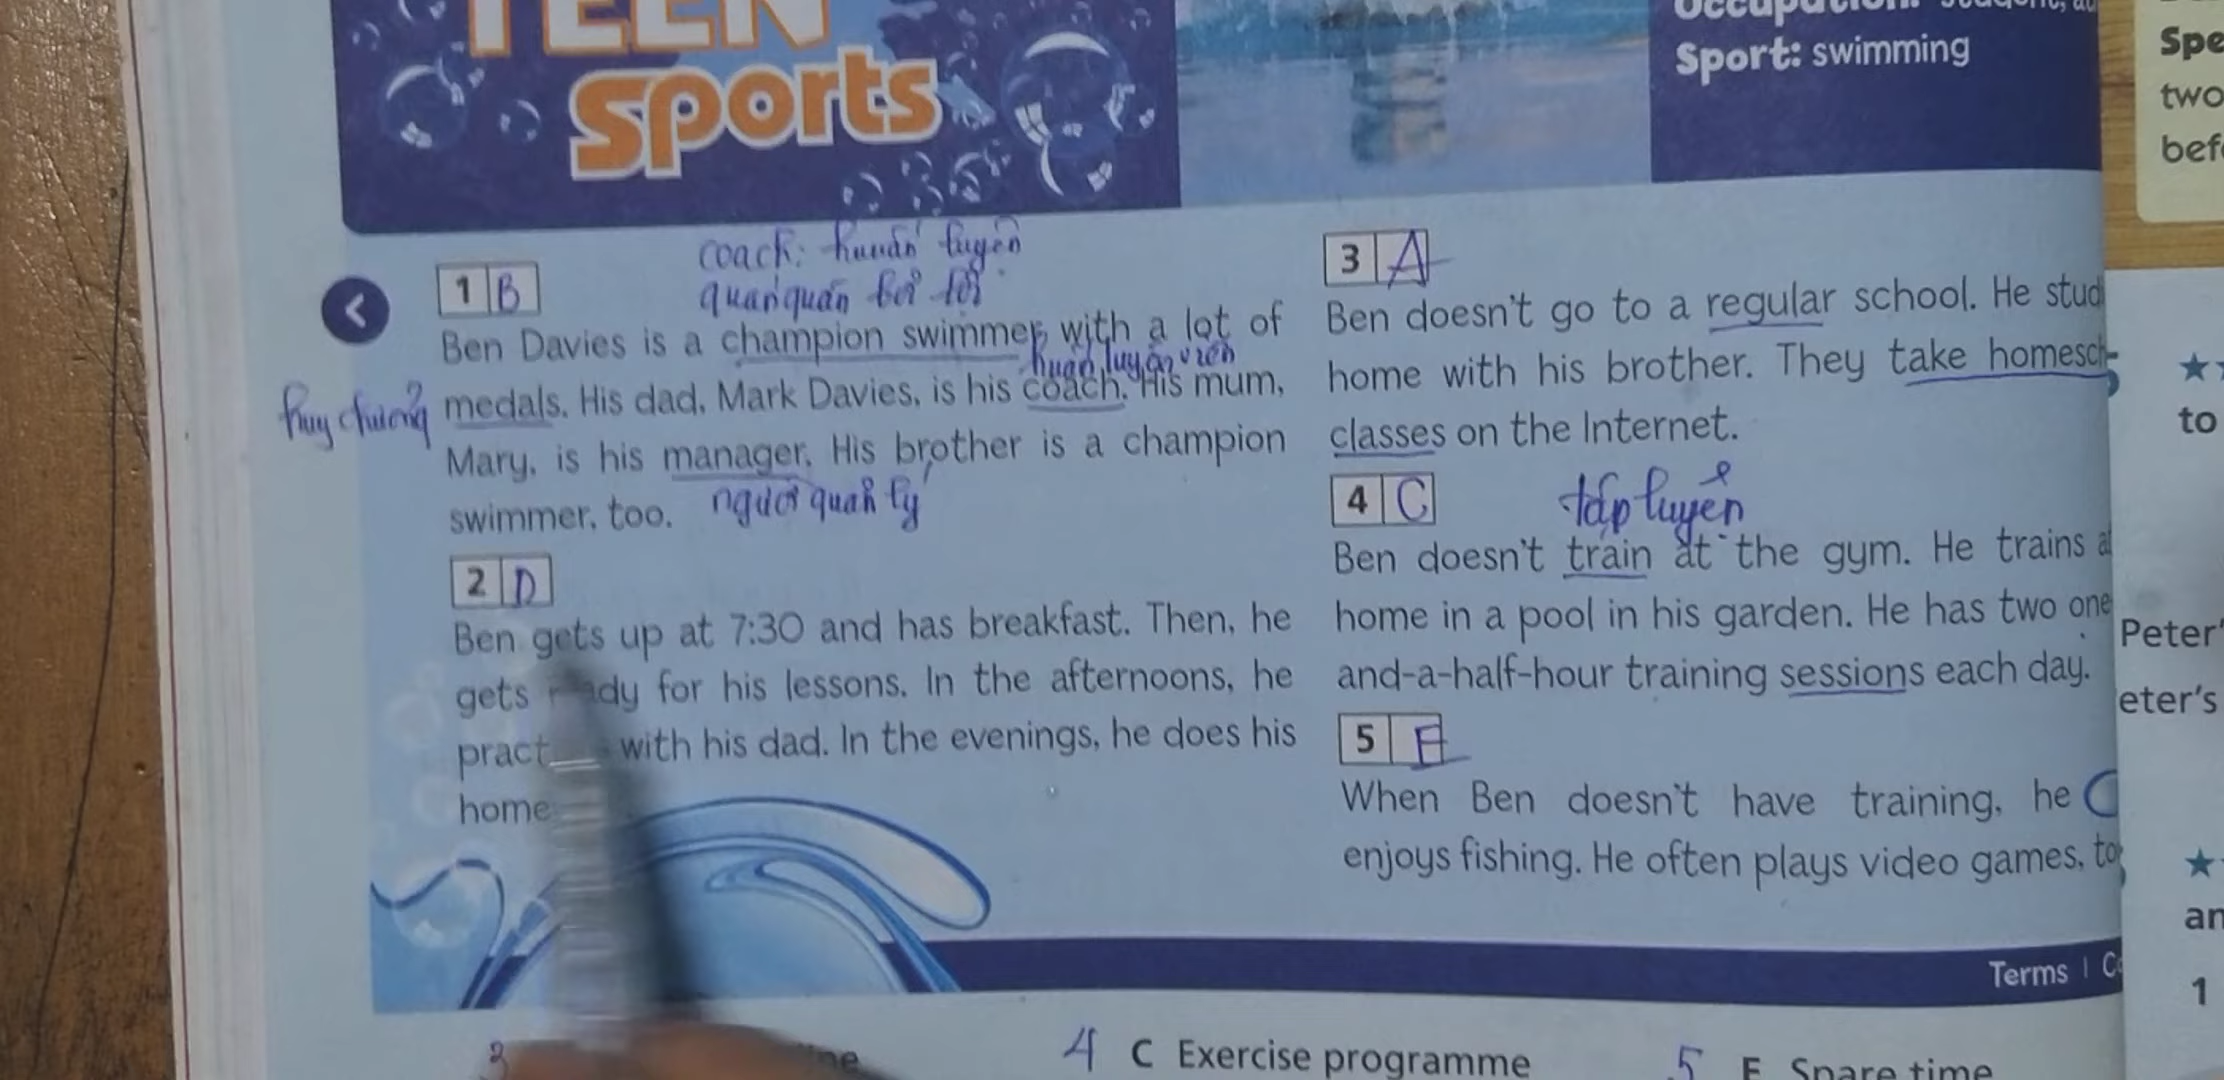 TEEN
sports
Sport: swimming
two
coach: huấn luyện
quán quân bơi lội
1 B
Ben Davies is a champion swimmer with a lot of
huấn luyện viên
huy chương
medals. His dad, Mark Davies, is his coach. His mum,
Mary, is his manager. His brother is a champion
swimmer, too.
người quản lý
2 D
Ben gets up at 7:30 and has breakfast. Then, he
gets for his lessons. In the afternoons, he
with his dad. In the evenings, he does his
home
3 A
Ben doesn't go to a regular school. He
home with his brother. They take
classes on the Internet.
4 C
tập luyện
Ben doesn't train at the gym. He trains
home in a pool in his garden. He has two one
and-a-half-hour training sessions each day.
5 E
When Ben doesn't have training, he
enjoys fishing. He often plays video games,
Terms |
to
Peter'
eter's
1
4 C Exercise programme
5 E Spare time